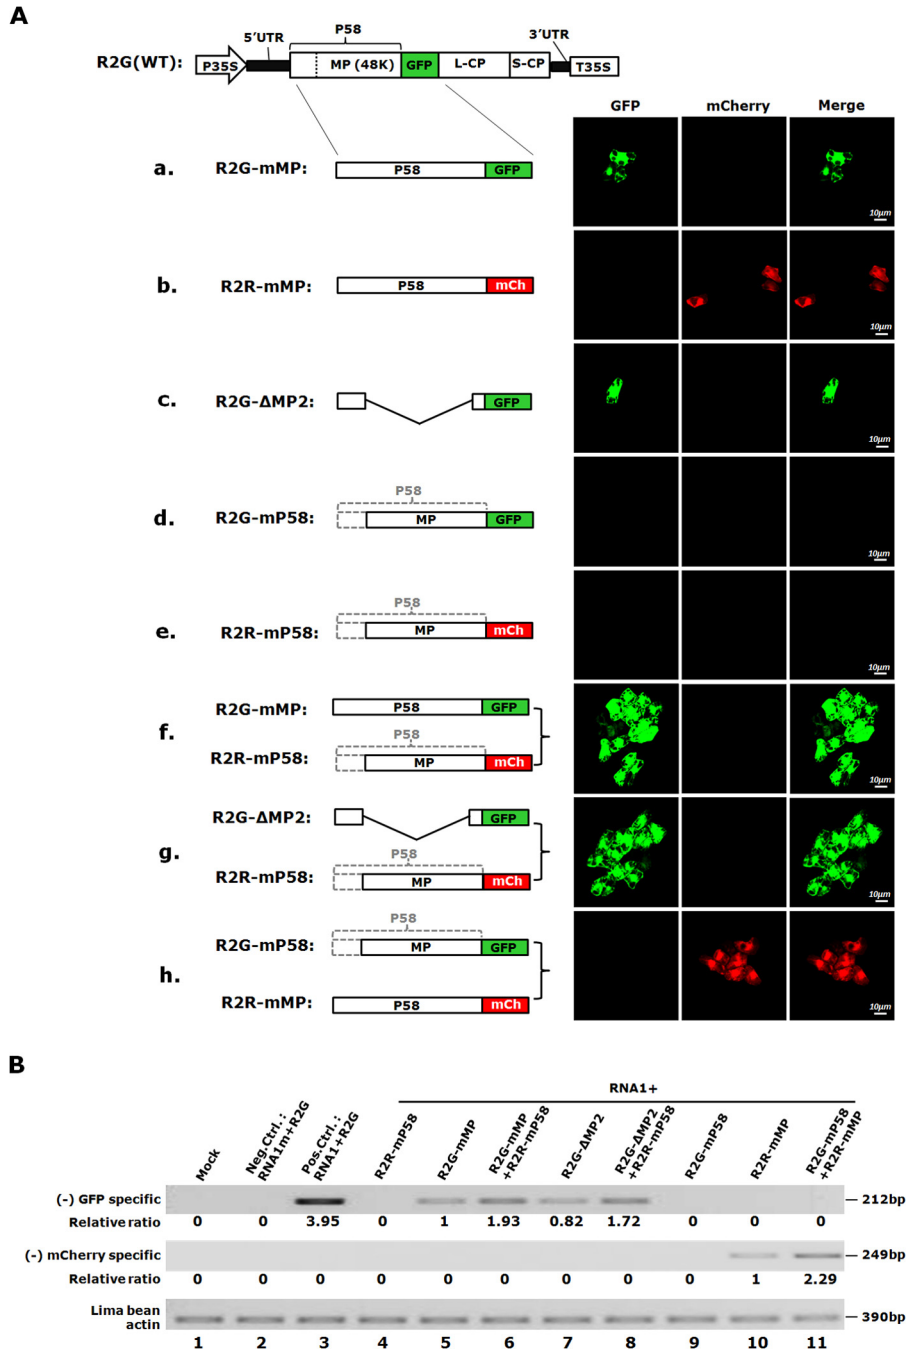 A
R2G(WT):
P35S
5′UTR
P58
MP (48K)
GFP
L-CP
S-CP
3′UTR
T35S
GFP mCherry Merge
a. R2G-mMP: P58 GFP
10µm
b. R2R-mMP: P58 mCh
10µm
c. R2G-ΔMP2: GFP
10µm
P58
d. R2G-mP58: MP GFP
10µm
P58
e. R2R-mP58: MP mCh
10µm
R2G-mMP: P58 GFP
f.
P58
R2R-mP58: MP mCh
10µm
R2G-ΔMP2: GFP
g.
P58
R2R-mP58: MP mCh
10µm
P58
R2G-mP58: MP GFP
h.
R2R-mMP: P58 mCh
10µm
B
RNA1+
Mock
Neg.Ctrl.:
RNA1m+R2G
Pos.Ctrl.:
RNA1+R2G
R2R-mP58
R2G-mMP
R2G-mMP
+R2R-mP58
R2G-ΔMP2
R2G-ΔMP2
+R2R-mP58
R2G-mP58
R2R-mMP
R2G-mP58
+R2R-mMP
(-) GFP specific 212bp
Relative ratio 0 0 3.95 0 1 1.93 0.82 1.72 0 0 0
(-) mCherry specific 249bp
Relative ratio 0 0 0 0 0 0 0 0 0 1 2.29
Lima bean
actin 390bp
1 2 3 4 5 6 7 8 9 10 11